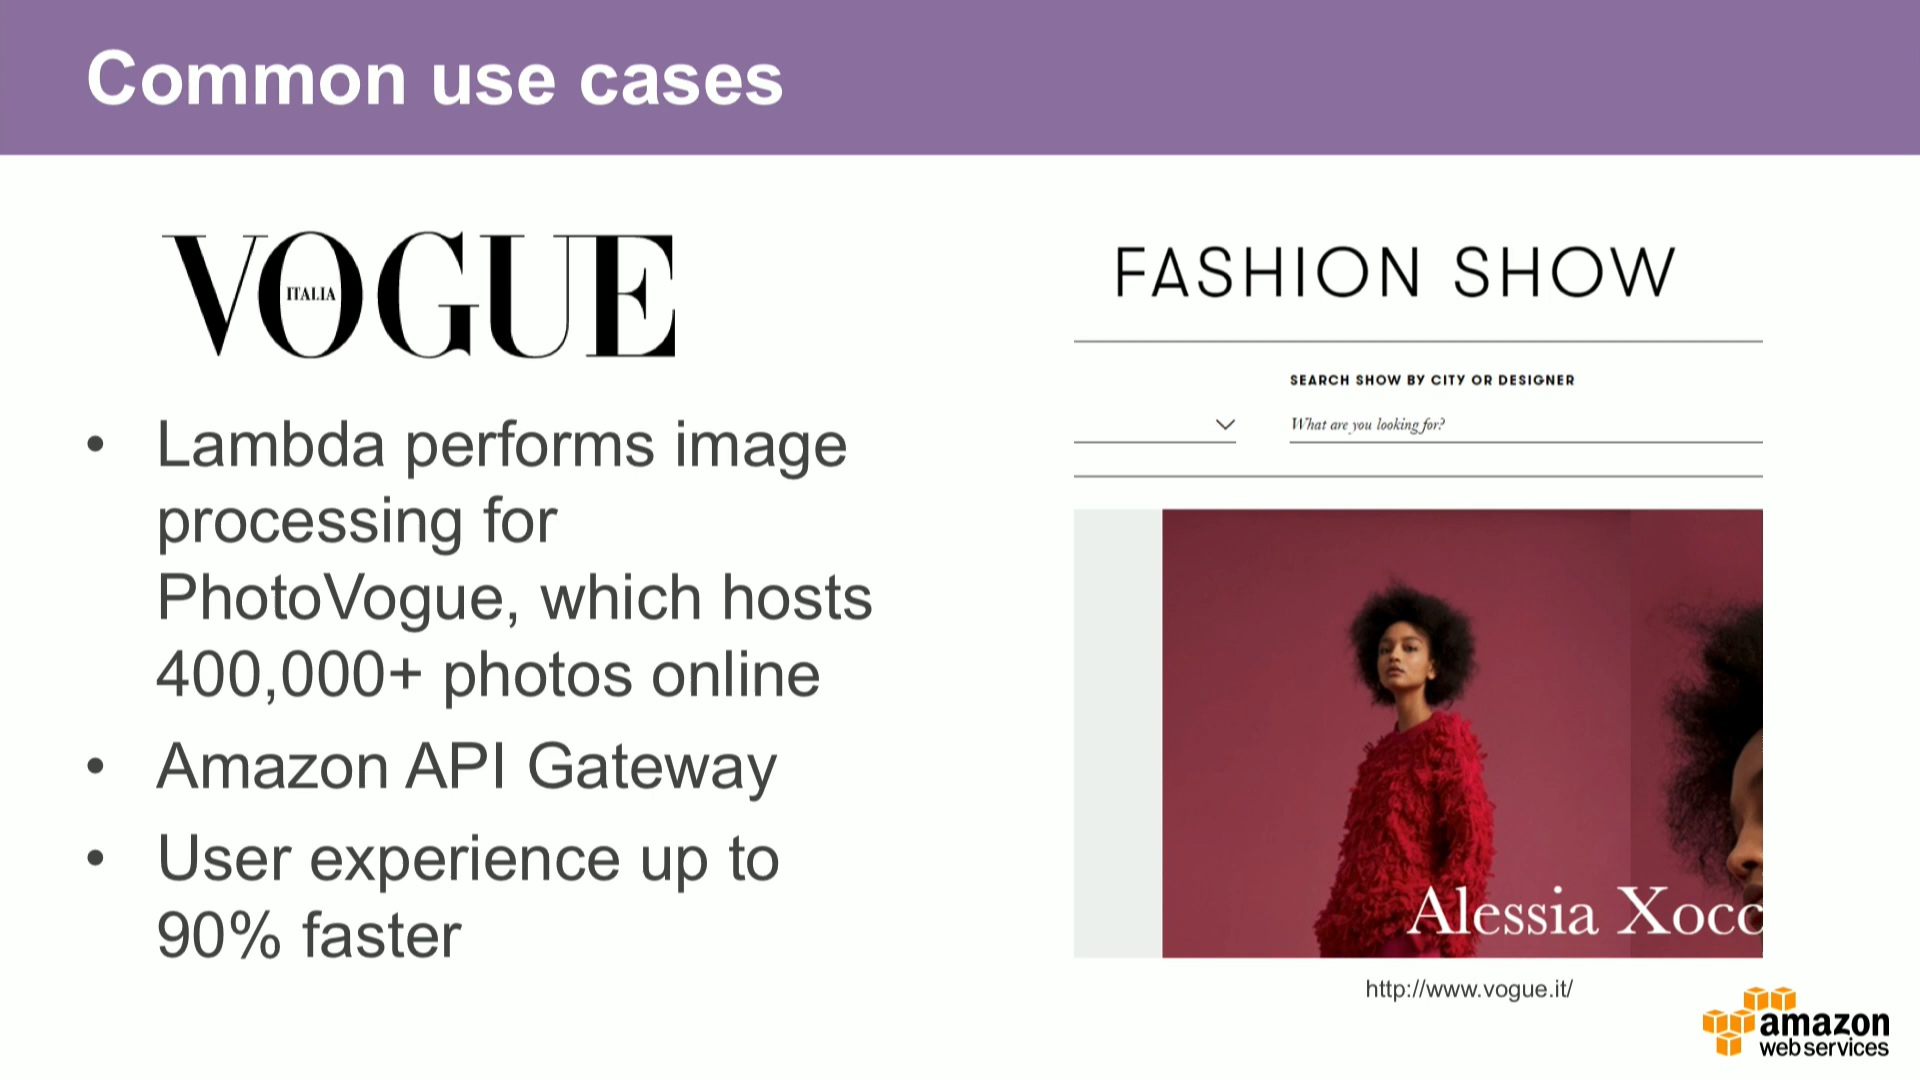 Common use cases
VOGUE
ITALIA
• Lambda performs image
processing for
PhotoVogue, which hosts
400,000+ photos online
• Amazon API Gateway
• User experience up to
90% faster
FASHION SHOW
SEARCH SHOW BY CITY OR DESIGNER
What are you looking for?
Alessia Xocc
http://www.vogue.it/
amazon
web services